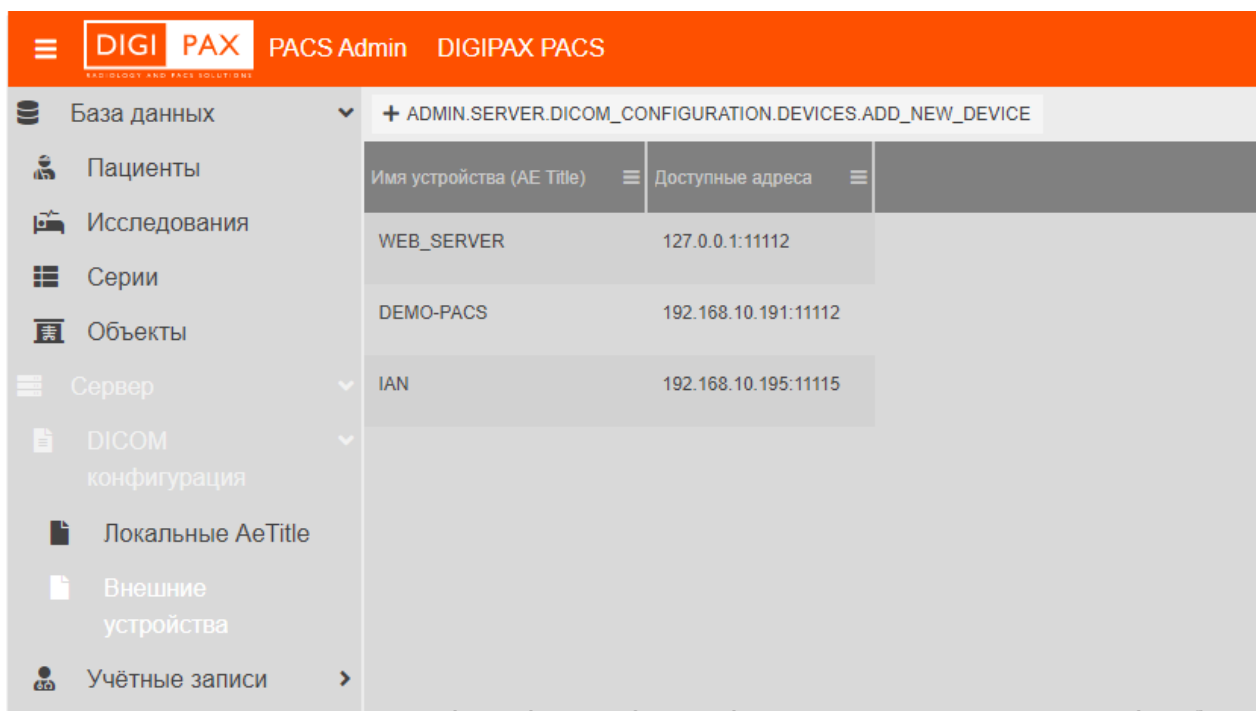 DIGI PAX PACS Admin DIGIPAX PACS
RADIOLOGY AND PACS SOLUTIONS
База данных
+ ADMIN.SERVER.DICOM_CONFIGURATION.DEVICES.ADD_NEW_DEVICE
Пациенты
Исследования
Серии
Объекты
Сервер
DICOM
конфигурация
Локальные AeTitle
Внешние
устройства
Учётные записи
Имя устройства (AE Title) Доступные адреса
WEB_SERVER 127.0.0.1:11112
DEMO-PACS 192.168.10.191:11112
IAN 192.168.10.195:11115